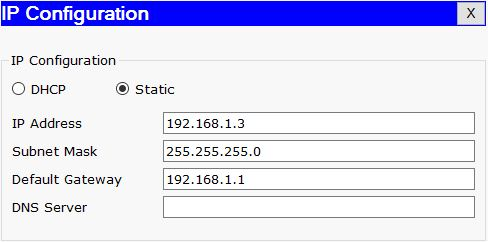 IP Configuration X
IP Configuration
DHCP Static
IP Address 192.168.1.3
Subnet Mask 255.255.255.0
Default Gateway 192.168.1.1
DNS Server